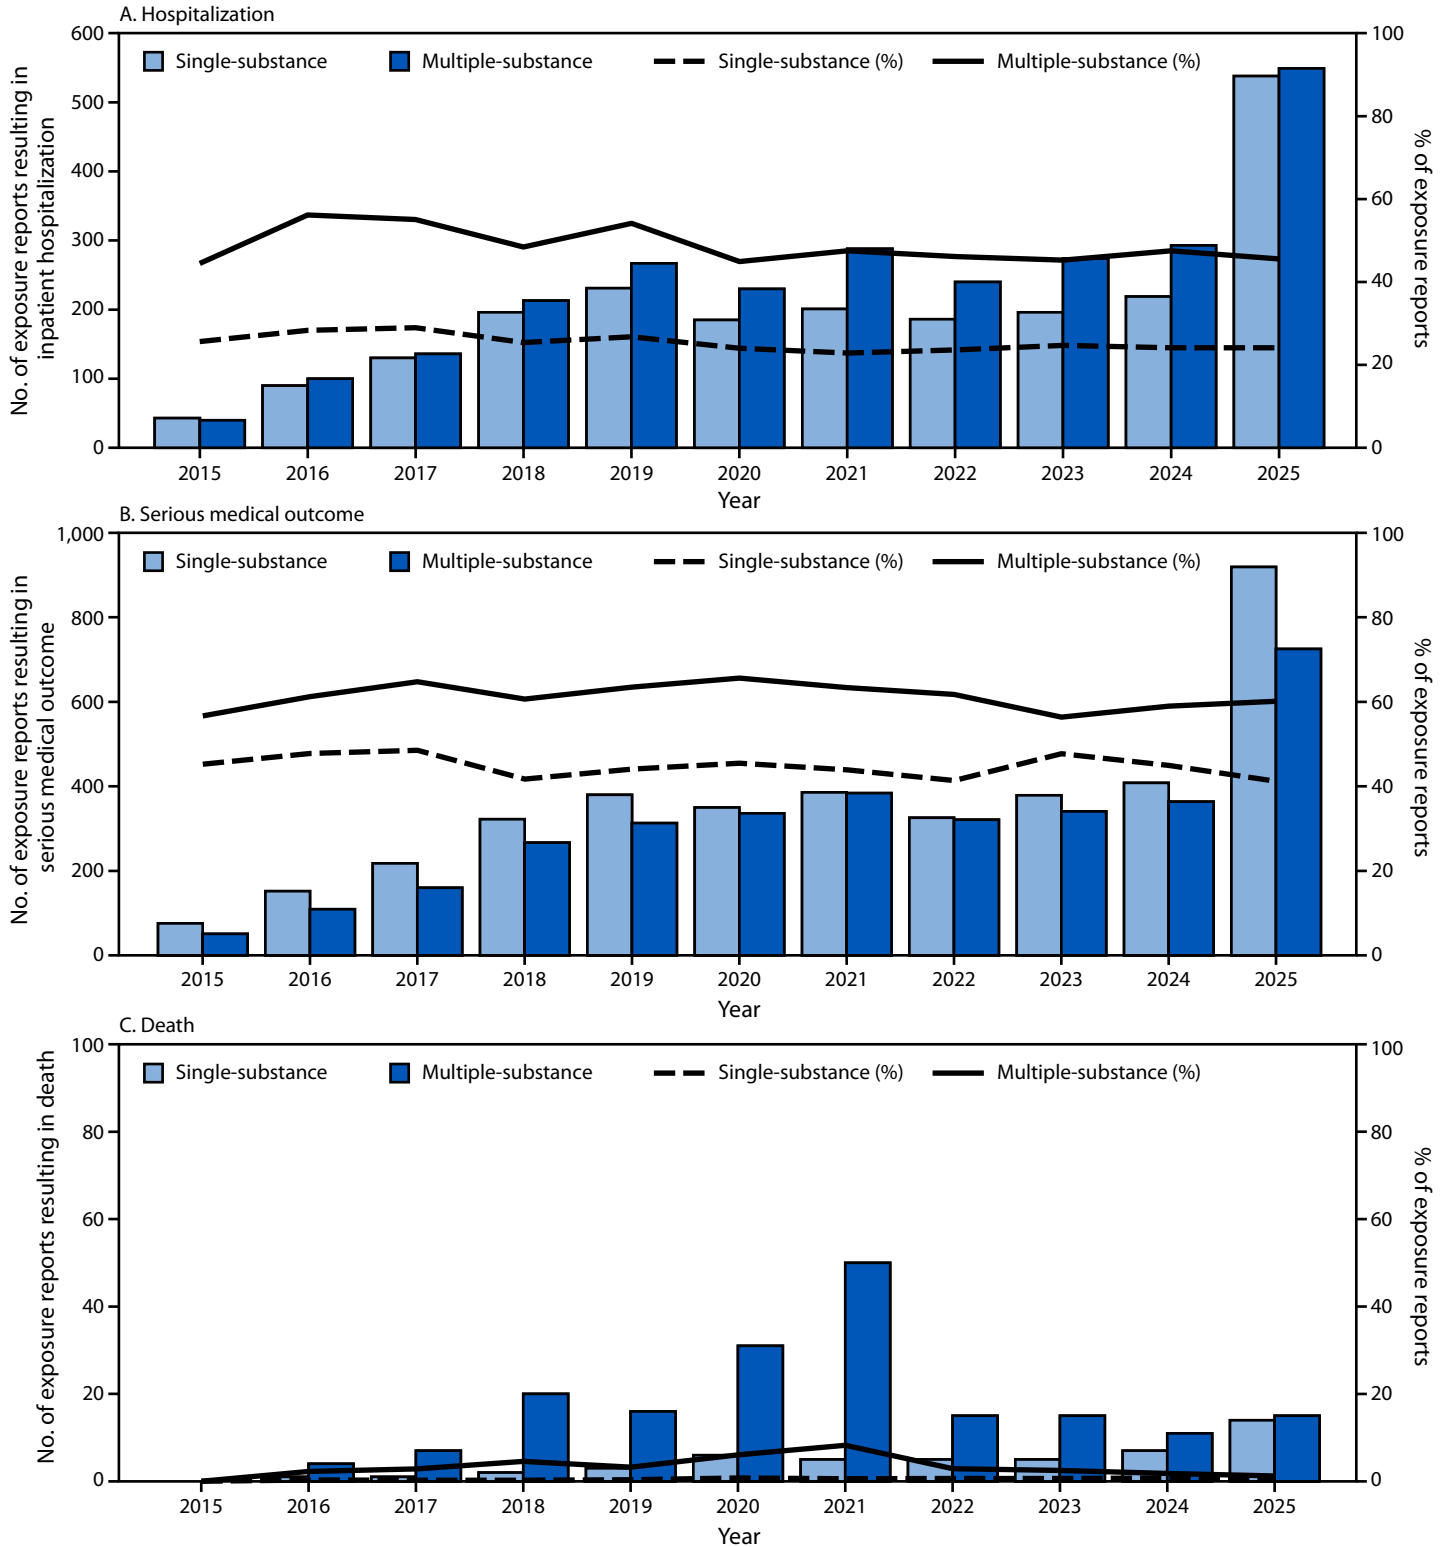 A. Hospitalization
No. of exposure reports resulting in
inpatient hospitalization
600
500
400
300
200
100
0
Single-substance
Multiple-substance
Single-substance (%)
Multiple-substance (%)
100
80
60
40
20
0
% of exposure reports
2015 2016 2017 2018 2019 2020 2021 2022 2023 2024 2025
Year
B. Serious medical outcome
No. of exposure reports resulting in
serious medical outcome
1,000
800
600
400
200
0
Single-substance
Multiple-substance
Single-substance (%)
Multiple-substance (%)
100
80
60
40
20
0
% of exposure reports
2015 2016 2017 2018 2019 2020 2021 2022 2023 2024 2025
Year
C. Death
No. of exposure reports resulting in death
100
80
60
40
20
0
Single-substance
Multiple-substance
Single-substance (%)
Multiple-substance (%)
100
80
60
40
20
0
% of exposure reports
2015 2016 2017 2018 2019 2020 2021 2022 2023 2024 2025
Year